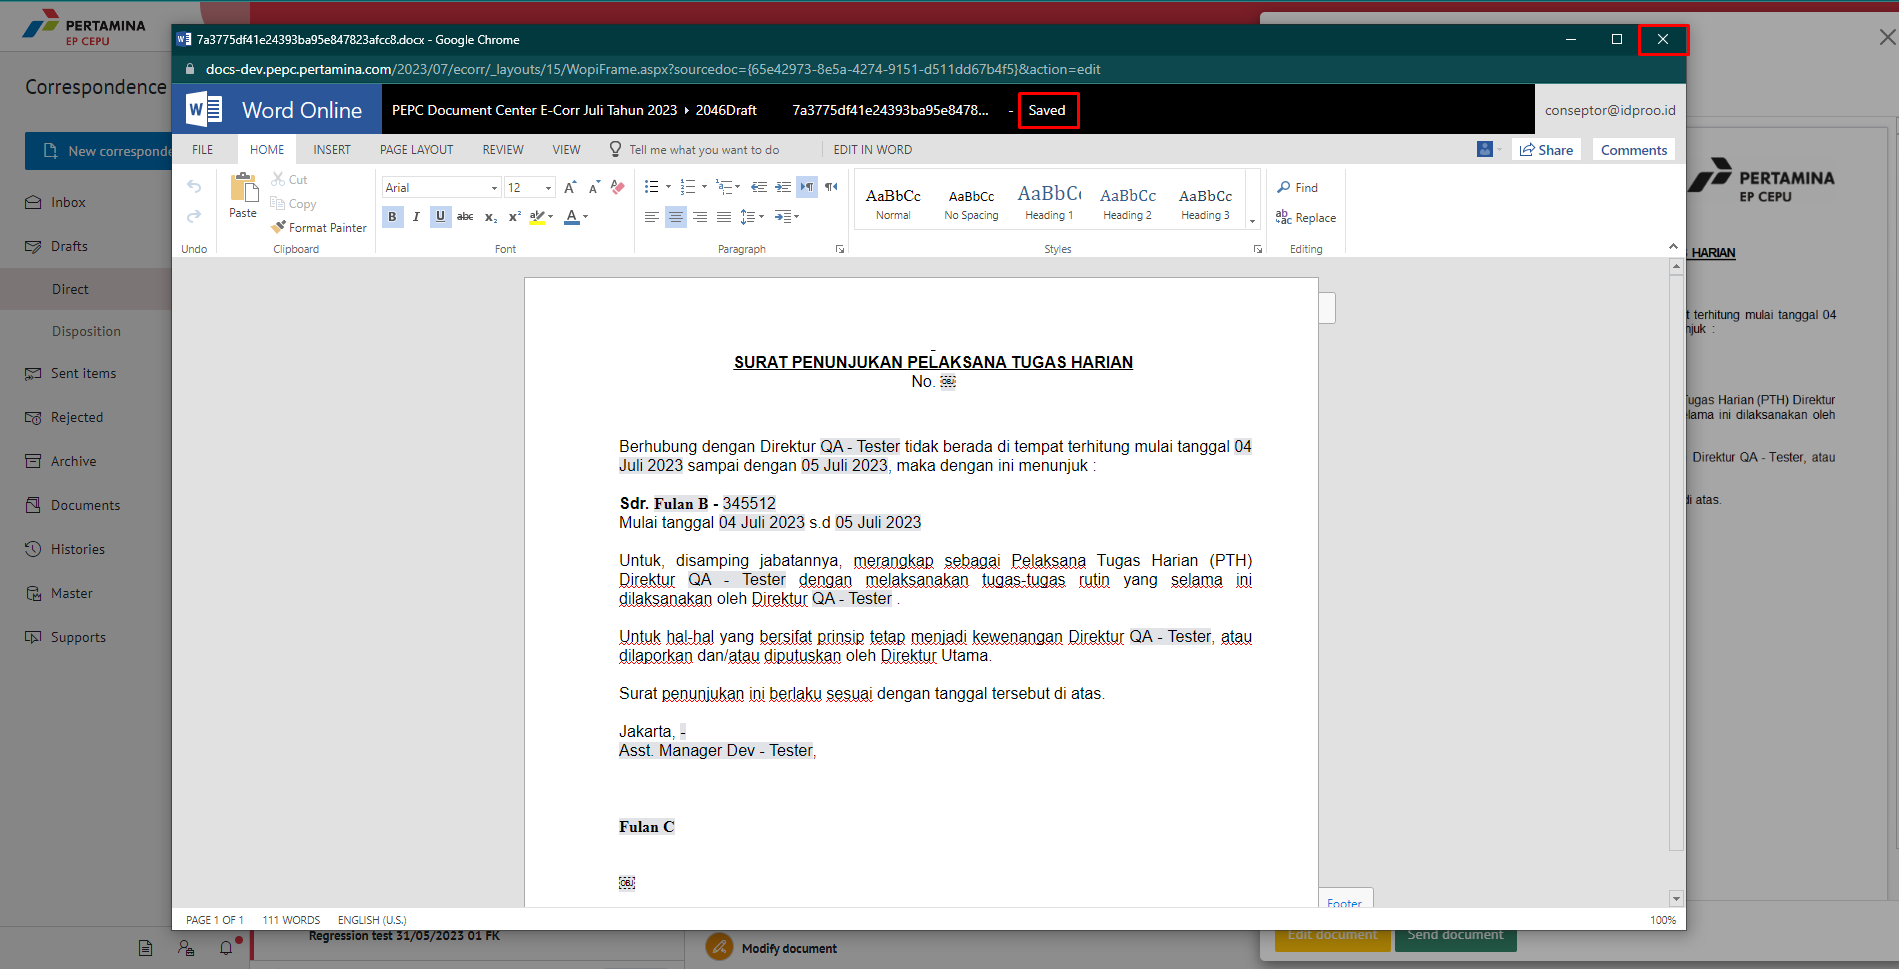 PERTAMINA
EP CEPU
7a3775df41e24393ba95e847823afcc8.docx - Google Chrome
docs-dev.pepc.pertamina.com/2023/07/ecorr/_layouts/15/WopiFrame.aspx?sourcedoc={65e42973-8e5a-4274-9151-d511dd67b4f5}&action=edit
Correspondence
Word Online
PEPC Document Center E-Corr Juli Tahun 2023 ▸ 2046Draft 7a3775df41e24393ba95e8478... - Saved
conseptor@idproo.id
FILE HOME INSERT PAGE LAYOUT REVIEW VIEW Tell me what you want to do EDIT IN WORD Share Comments
New corresponde
Inbox
Drafts
Direct
Disposition
Sent items
Rejected
Archive
Documents
Histories
Master
Supports
Undo
Paste
Cut
Copy
Format Painter
Clipboard
Arial 12
B I U abc x₂ x²
Font
Paragraph
AaBbCc AaBbCc AaBbC AaBbCc AaBbCc
Normal No Spacing Heading 1 Heading 2 Heading 3
Styles
Find
Replace
Editing
SURAT PENUNJUKAN PELAKSANA TUGAS HARIAN
No. OBJ
Berhubung dengan Direktur QA - Tester tidak berada di tempat terhitung mulai tanggal 04
Juli 2023 sampai dengan 05 Juli 2023, maka dengan ini menunjuk :
Sdr. Fulan B - 345512
Mulai tanggal 04 Juli 2023 s.d 05 Juli 2023
Untuk, disamping jabatannya, merangkap sebagai Pelaksana Tugas Harian (PTH)
Direktur QA - Tester dengan melaksanakan tugas-tugas rutin yang selama ini
dilaksanakan oleh Direktur QA - Tester .
Untuk hal-hal yang bersifat prinsip tetap menjadi kewenangan Direktur QA - Tester, atau
dilaporkan dan/atau diputuskan oleh Direktur Utama.
Surat penunjukan ini berlaku sesuai dengan tanggal tersebut di atas.
Jakarta, -
Asst. Manager Dev - Tester,
Fulan C
OBJ
Footer
PAGE 1 OF 1 111 WORDS ENGLISH (U.S.) 100%
PERTAMINA
EP CEPU
HARIAN
t terhitung mulai tanggal 04
njuk :
ugas Harian (PTH) Direktur
elama ini dilaksanakan oleh
Direktur QA - Tester, atau
di atas.
Regression test 31/05/2023 01 FK
Modify document
Edit document
Send document